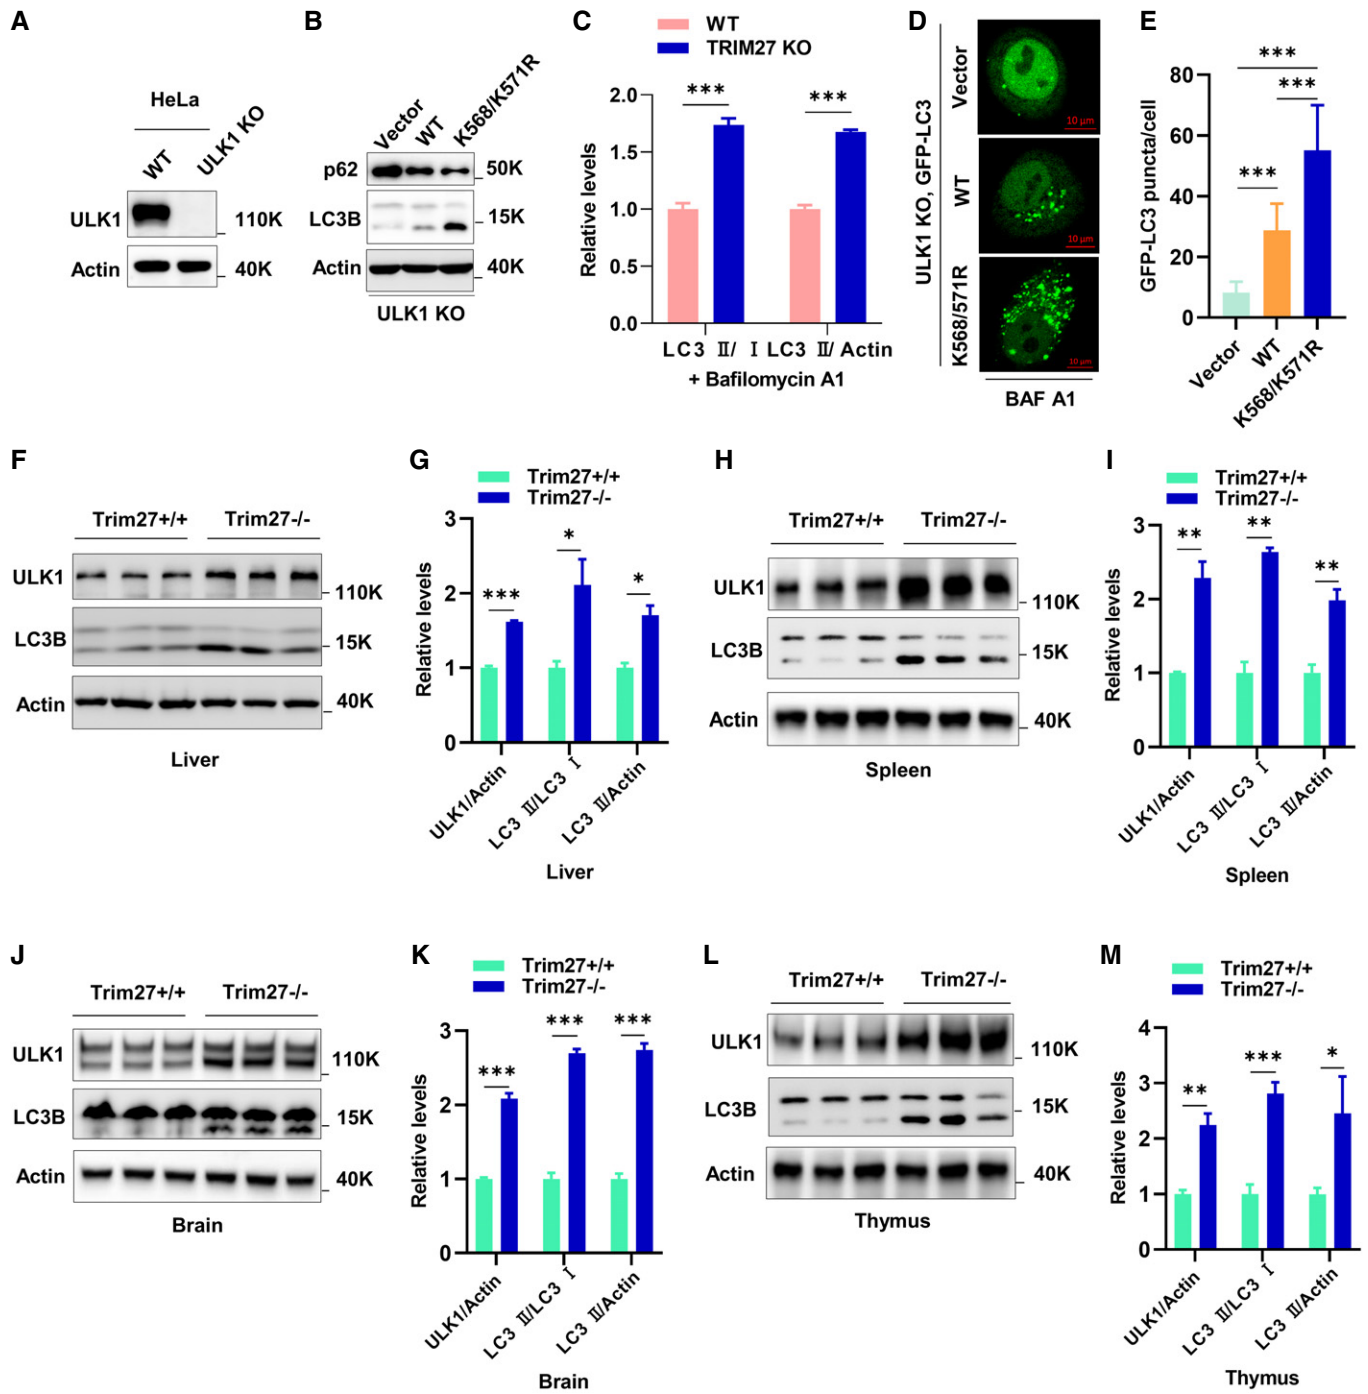 A
HeLa
WT
ULK1 KO
ULK1
110K
Actin
40K
B
Vector
WT
K568/K571R
p62
50K
LC3B
15K
Actin
40K
ULK1 KO
C
WT
TRIM27 KO
Relative levels
2.0
1.5
1.0
0.5
0.0
***
***
LC3 Ⅱ/ Ⅰ
LC3 Ⅱ/ Actin
+ Bafilomycin A1
D
ULK1 KO, GFP-LC3
Vector
10 μm
WT
10 μm
K568/571R
10 μm
BAF A1
E
GFP-LC3 puncta/cell
80
60
40
20
0
***
***
***
Vector
WT
K568/K571R
F
Trim27+/+
Trim27-/-
ULK1
110K
LC3B
15K
Actin
40K
Liver
G
Trim27+/+
Trim27-/-
Relative levels
3
2
1
0
***
*
*
ULK1/Actin
LC3 Ⅱ/LC3 Ⅰ
LC3 Ⅱ/Actin
Liver
H
Trim27+/+
Trim27-/-
ULK1
110K
LC3B
15K
Actin
40K
Spleen
I
Trim27+/+
Trim27-/-
Relative levels
3
2
1
0
**
**
**
ULK1/Actin
LC3 Ⅱ/LC3 Ⅰ
LC3 Ⅱ/Actin
Spleen
J
Trim27+/+
Trim27-/-
ULK1
110K
LC3B
15K
Actin
40K
Brain
K
Trim27+/+
Trim27-/-
Relative levels
3
2
1
0
***
***
***
ULK1/Actin
LC3 Ⅱ/LC3 Ⅰ
LC3 Ⅱ/Actin
Brain
L
Trim27+/+
Trim27-/-
ULK1
110K
LC3B
15K
Actin
40K
Thymus
M
Trim27+/+
Trim27-/-
Relative levels
4
3
2
1
0
**
***
*
ULK1/Actin
LC3 Ⅱ/LC3 Ⅰ
LC3 Ⅱ/Actin
Thymus